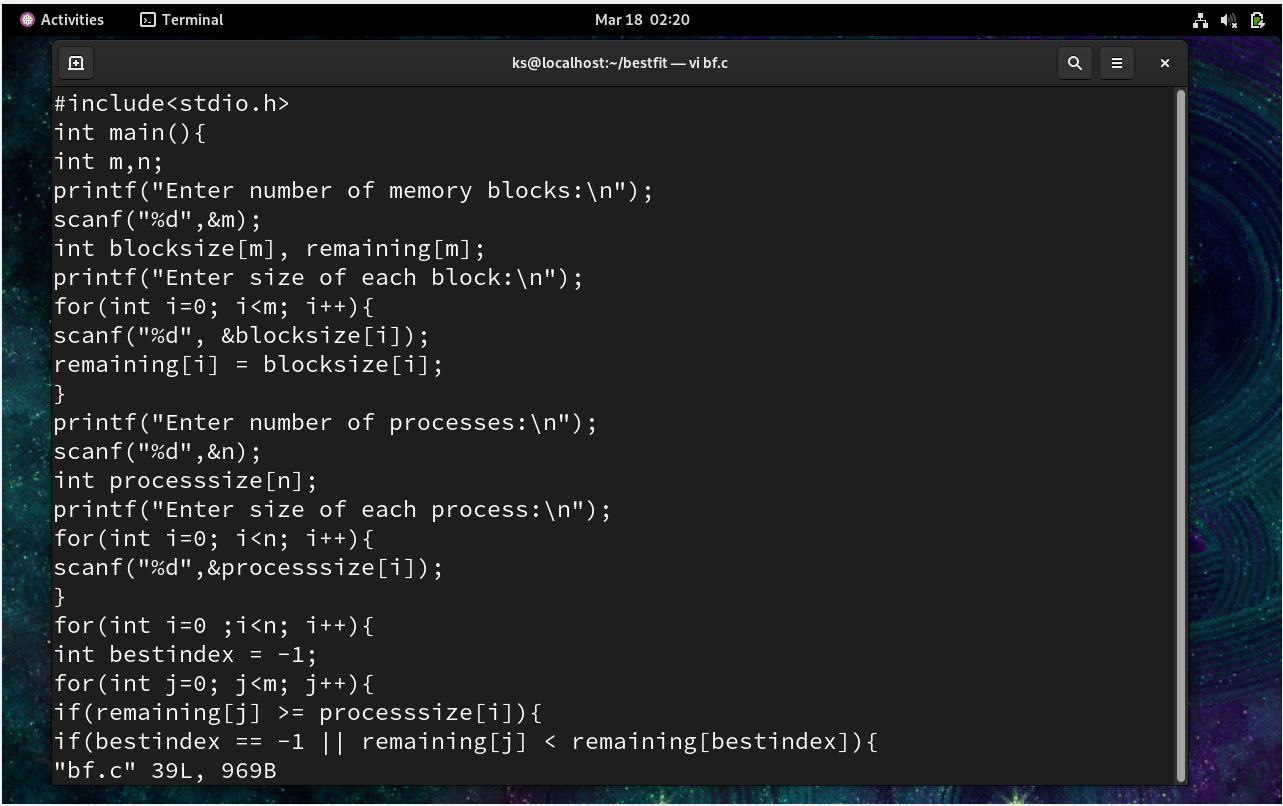 Activities Terminal Mar 18 02:20
ks@localhost:~/bestfit — vi bf.c
#include<stdio.h>
int main(){
int m,n;
printf("Enter number of memory blocks:\n");
scanf("%d",&m);
int blocksize[m], remaining[m];
printf("Enter size of each block:\n");
for(int i=0; i<m; i++){
scanf("%d", &blocksize[i]);
remaining[i] = blocksize[i];
}
printf("Enter number of processes:\n");
scanf("%d",&n);
int processsize[n];
printf("Enter size of each process:\n");
for(int i=0; i<n; i++){
scanf("%d",&processsize[i]);
}
for(int i=0 ;i<n; i++){
int bestindex = -1;
for(int j=0; j<m; j++){
if(remaining[j] >= processsize[i]){
if(bestindex == -1 || remaining[j] < remaining[bestindex]){
"bf.c" 39L, 969B